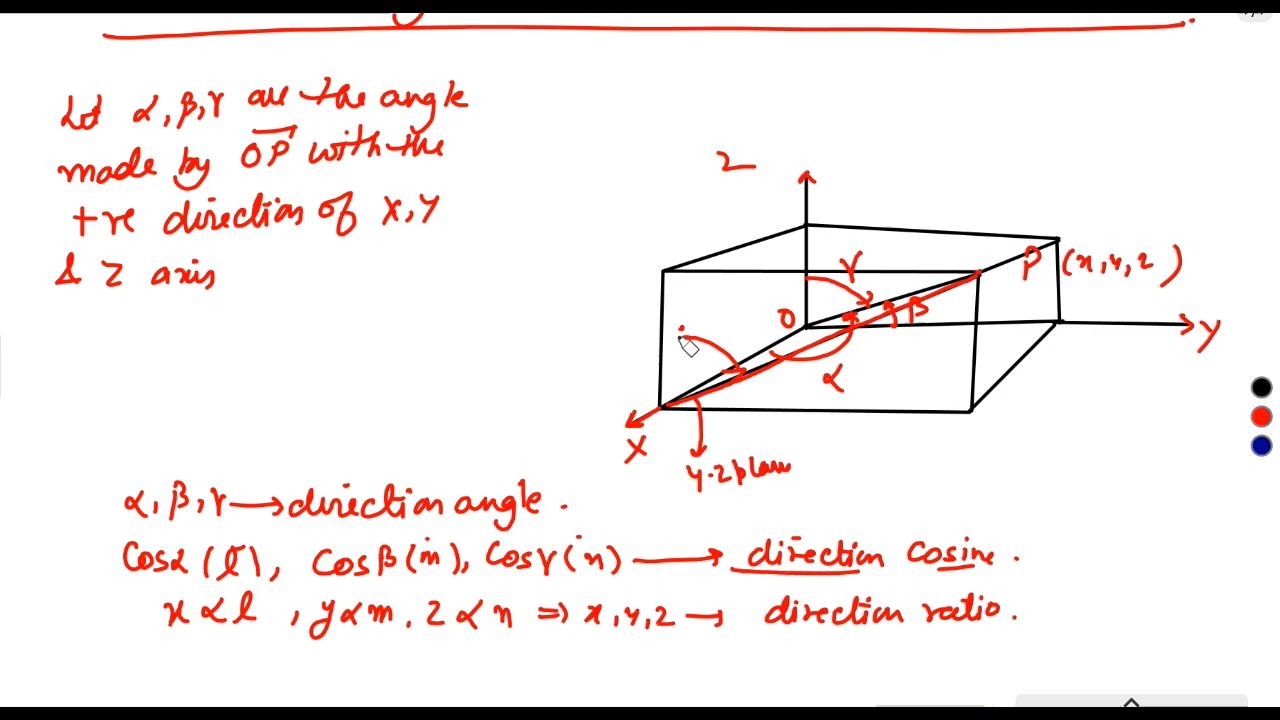 Let α, β, γ are the angle
made by OP with the
+ve direction of X, Y
& Z axis
Z
γ
P (x, y, z)
O
β
Y
α
X
y.z plane
α, β, γ → direction angle.
Cosα (l), Cosβ (m), Cosγ (n) → direction Cosine.
x ∝ l, y ∝ m, z ∝ n ⇒ x, y, z → direction ratio.